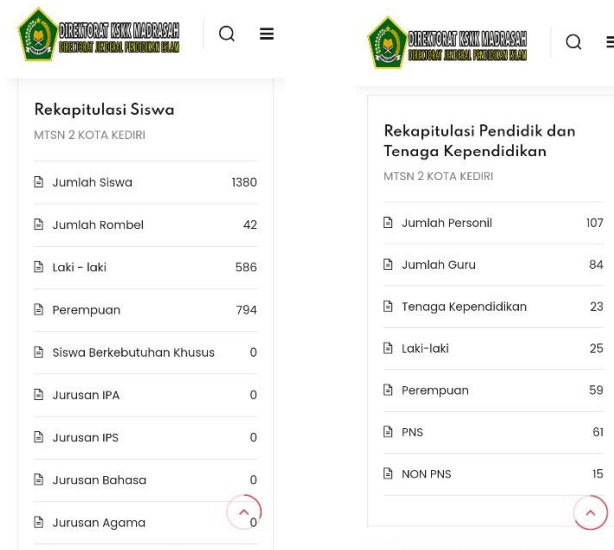 DIREKTORAT KSKK MADRASAH
DIREKTORAT JENDERAL PENDIDIKAN ISLAM
Rekapitulasi Siswa
MTSN 2 KOTA KEDIRI
Jumlah Siswa 1380
Jumlah Rombel 42
Laki - laki 586
Perempuan 794
Siswa Berkebutuhan Khusus 0
Jurusan IPA 0
Jurusan IPS 0
Jurusan Bahasa 0
Jurusan Agama 0
DIREKTORAT KSKK MADRASAH
DIREKTORAT JENDERAL PENDIDIKAN ISLAM
Rekapitulasi Pendidik dan
Tenaga Kependidikan
MTSN 2 KOTA KEDIRI
Jumlah Personil 107
Jumlah Guru 84
Tenaga Kependidikan 23
Laki-laki 25
Perempuan 59
PNS 61
NON PNS 15